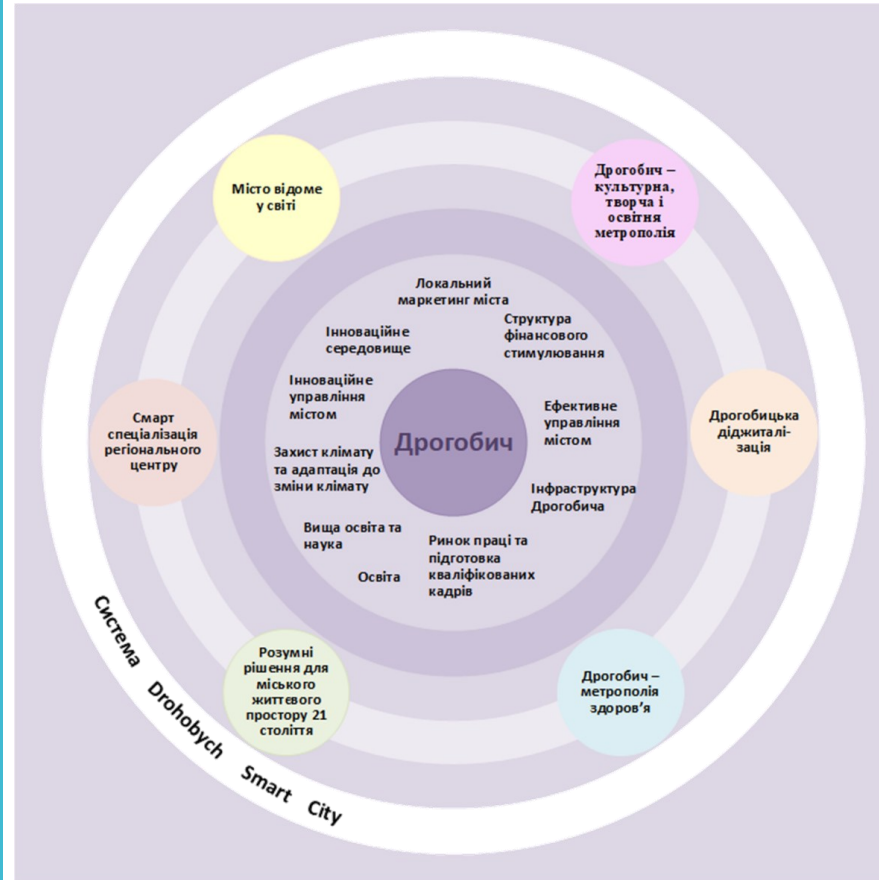 Місто відоме
у світі
Дрогобич –
культурна,
творча і
освітня
метрополія
Локальний
маркетинг міста
Структура
фінансового
стимулювання
Інноваційне
середовище
Інноваційне
управління
містом
Ефективне
управління
містом
Смарт
спеціалізація
регіонального
центру
Дрогобич
Дрогобицька
діджиталі-
зація
Захист клімату
та адаптація до
зміни клімату
Інфраструктура
Дрогобича
Вища освіта та
наука
Ринок праці та
підготовка
кваліфікованих
кадрів
Освіта
Розумні
рішення для
міського
життєвого
простору 21
століття
Дрогобич –
метрополія
здоров’я
Система Drohobych Smart City